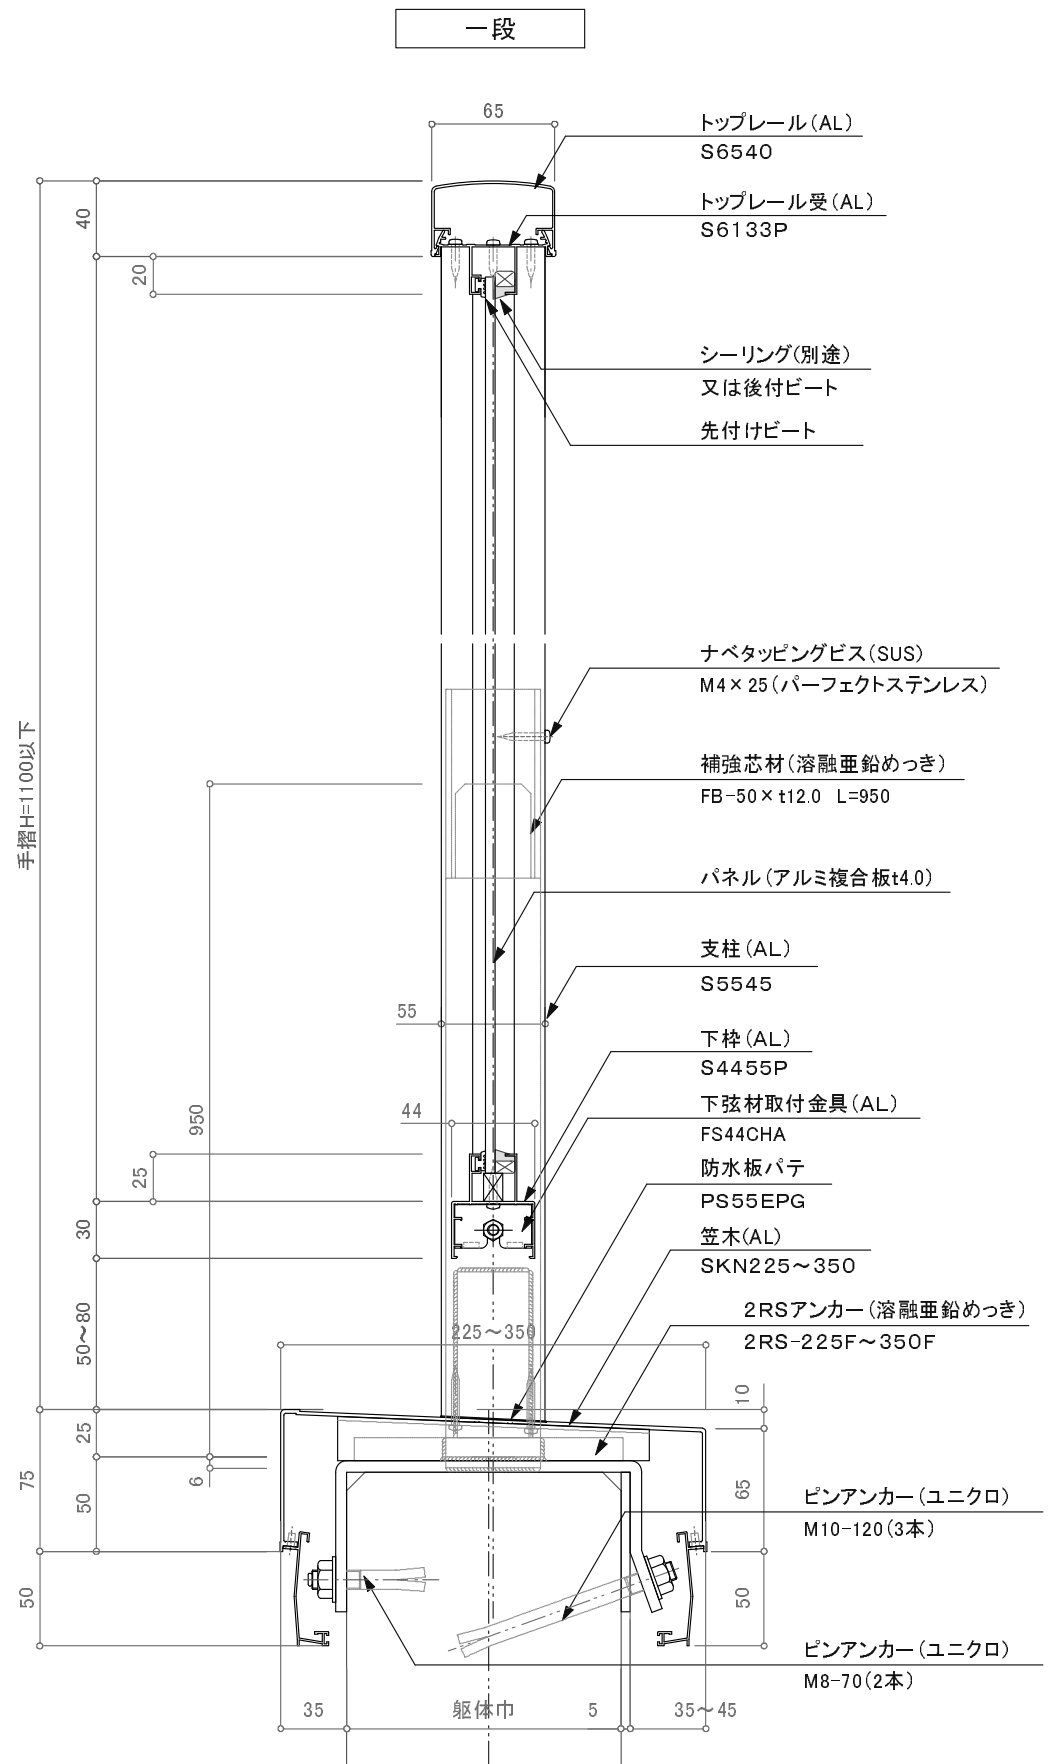 一段
65
トップレール(AL)
S6540
トップレール受(AL)
S6133P
40
20
シーリング(別途)
又は後付ビート
先付けビート
ナベタッピングビス(SUS)
M4×25(パーフェクトステンレス)
手摺H=1100以下
補強芯材(溶融亜鉛めっき)
FB-50×t12.0 L=950
パネル(アルミ複合板t4.0)
支柱(AL)
S5545
55
下枠(AL)
S4455P
44
下弦材取付金具(AL)
FS44CHA
950
防水板パテ
PS55EPG
25
30
笠木(AL)
SKN225～350
2RSアンカー(溶融亜鉛めっき)
2RS-225F～350F
50～80
225～350
10
25
75
6
50
65
ピンアンカー(ユニクロ)
M10-120(3本)
50
50
ピンアンカー(ユニクロ)
M8-70(2本)
35
躯体巾
5
35～45